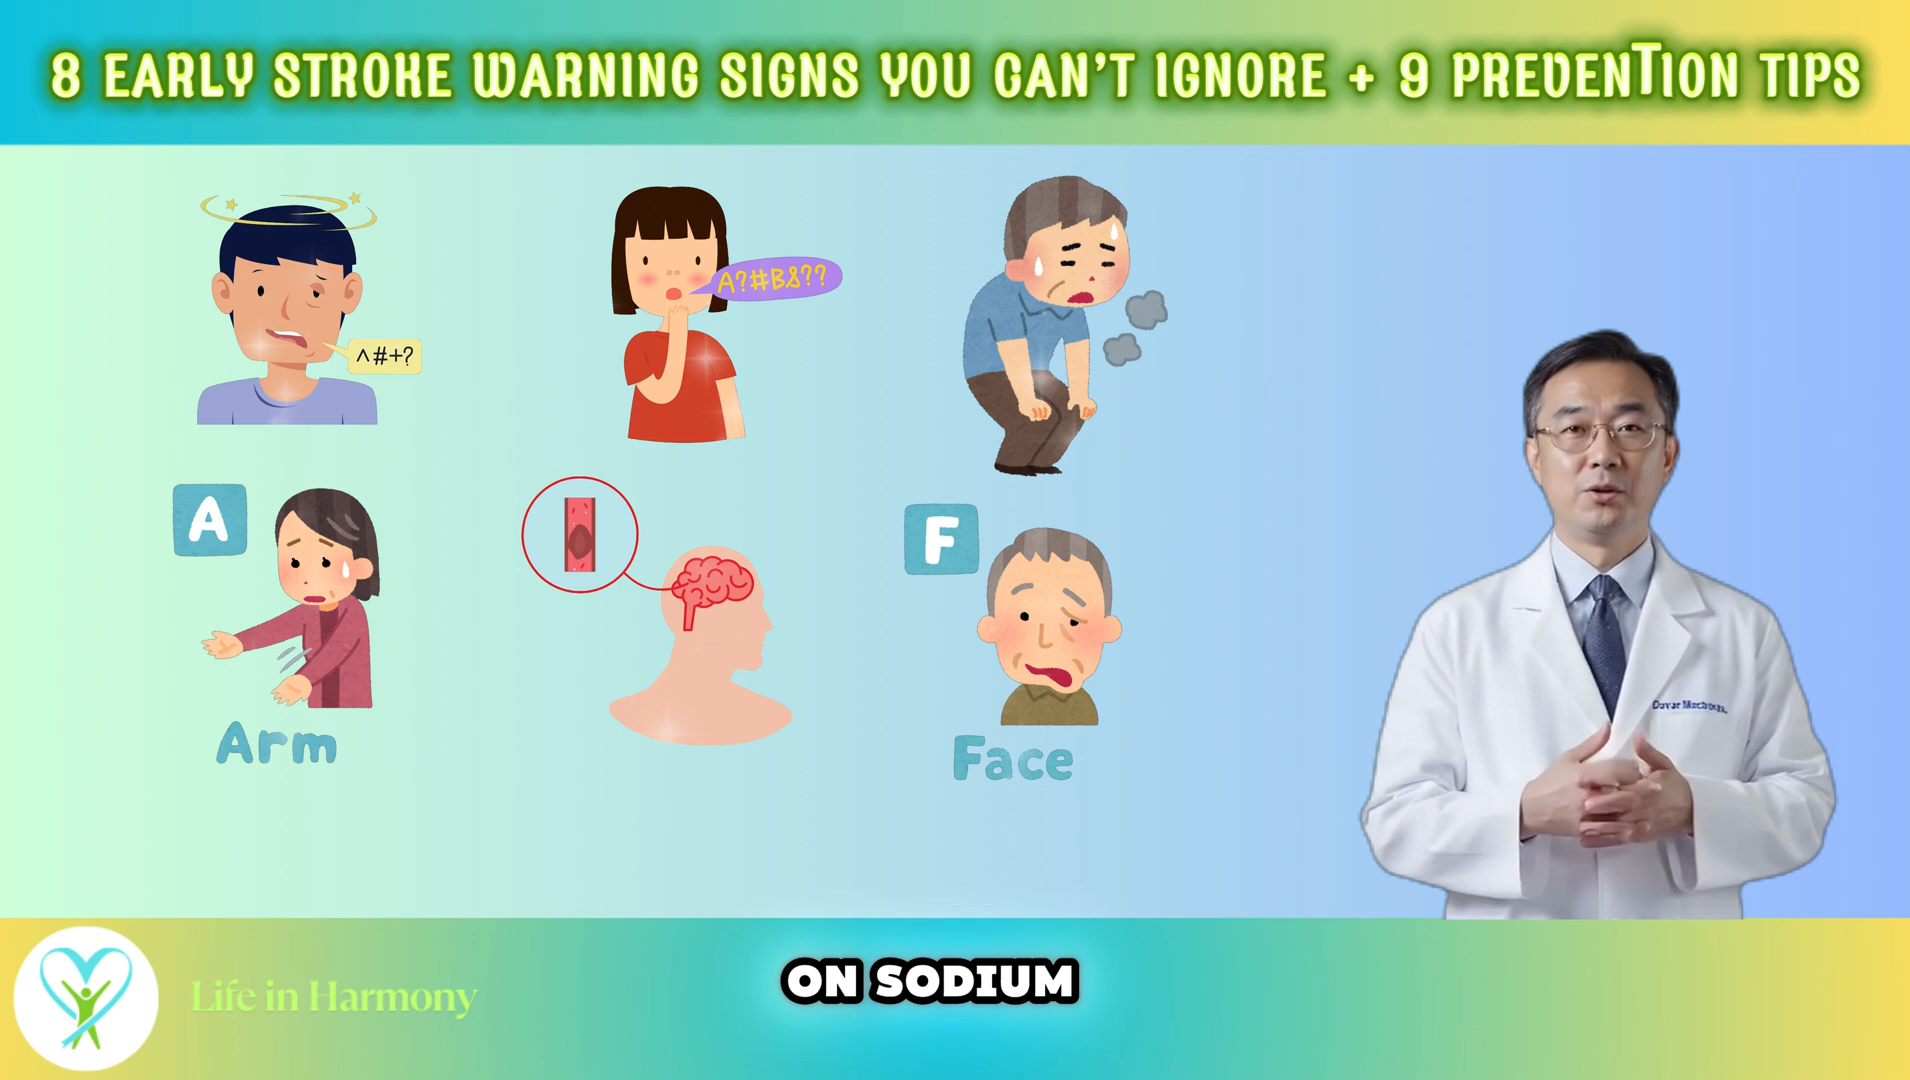 8 EARLY STROKE WARNING SIGNS YOU CAN'T IGNORE + 9 PREVENTION TIPS
^#+?
A?#B&??
A
Arm
F
Face
ON SODIUM
Life in Harmony